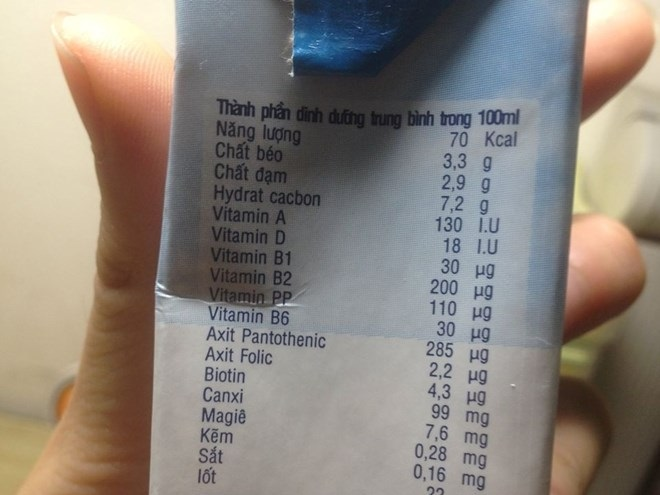 Thành phần dinh dưỡng trung bình trong 100ml
Năng lượng 70 Kcal
Chất béo 3,3 g
Chất đạm 2,9 g
Hydrat cacbon 7,2 g
Vitamin A 130 I.U
Vitamin D 18 I.U
Vitamin B1 30 µg
Vitamin B2 200 µg
Vitamin PP 110 µg
Vitamin B6 30 µg
Axit Pantothenic 285 µg
Axit Folic 2,2 µg
Biotin 4,3 µg
Canxi 99 mg
Magiê 7,6 mg
Kẽm 0,28 mg
Sắt 0,16 mg
Iốt